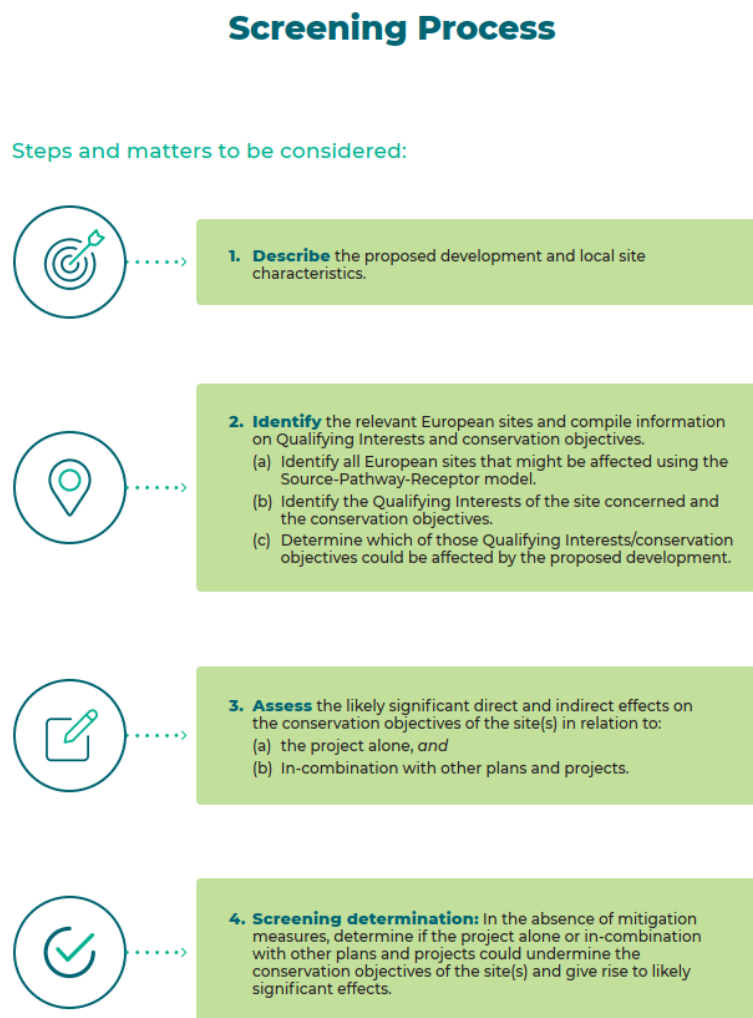 Screening Process
Steps and matters to be considered:
1. Describe the proposed development and local site
characteristics.
2. Identify the relevant European sites and compile information
on Qualifying Interests and conservation objectives.
(a) Identify all European sites that might be affected using the
Source-Pathway-Receptor model.
(b) Identify the Qualifying Interests of the site concerned and
the conservation objectives.
(c) Determine which of those Qualifying Interests/conservation
objectives could be affected by the proposed development.
3. Assess the likely significant direct and indirect effects on
the conservation objectives of the site(s) in relation to:
(a) the project alone, and
(b) In-combination with other plans and projects.
4. Screening determination: In the absence of mitigation
measures, determine if the project alone or in-combination
with other plans and projects could undermine the
conservation objectives of the site(s) and give rise to likely
significant effects.